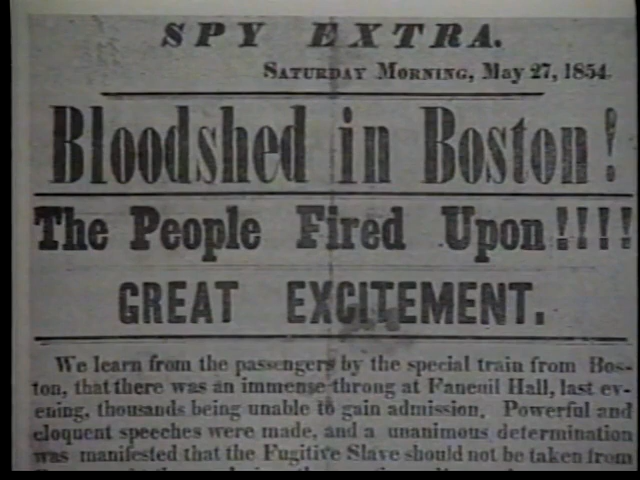 SPY EXTRA.
SATURDAY MORNING, May 27, 1854.
Bloodshed in Boston!
The People Fired Upon!!!!
GREAT EXCITEMENT.
We learn from the passengers by the special train from Bos-
ton, that there was an immense throng at Faneuil Hall, last ev-
ening, thousands being unable to gain admission. Powerful and
eloquent speeches were made, and a unanimous determination
was manifested that the Fugitive Slave should not be taken from